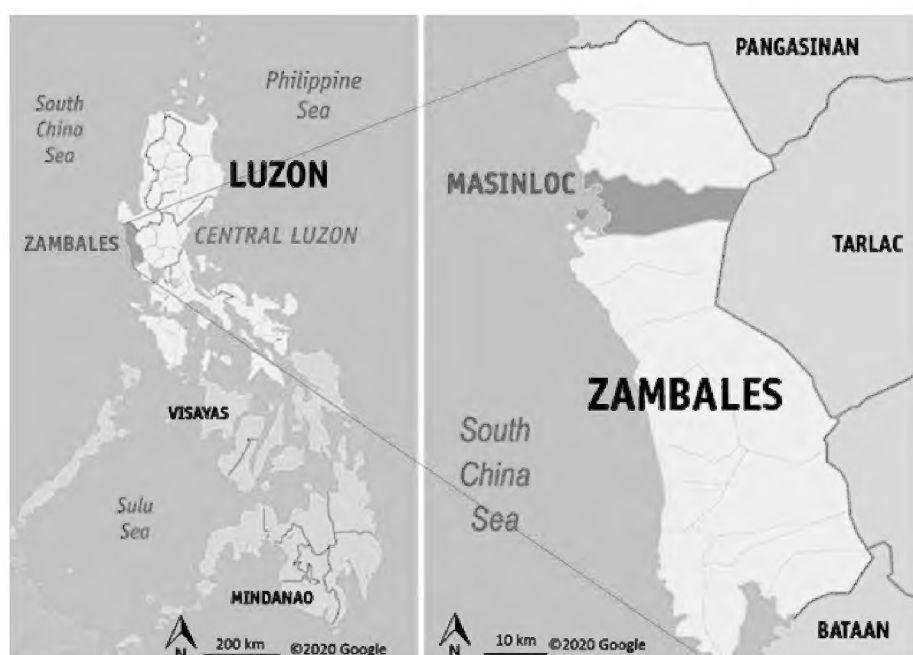 South
China
Sea
Philippine
Sea
LUZON
ZAMBALES
CENTRAL LUZON
VISAYAS
Sulu
Sea
MINDANAO
N
200 km
©2020 Google
PANGASINAN
MASINLOC
TARLAC
ZAMBALES
South
China
Sea
BATAAN
N
10 km
©2020 Google